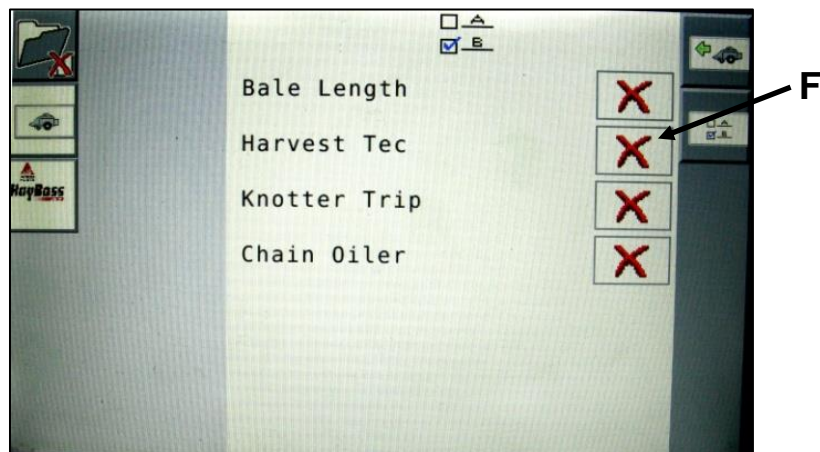 A
B
Bale Length
F
A
B
Harvest Tec
HayBoss
Knotter Trip
Chain Oiler